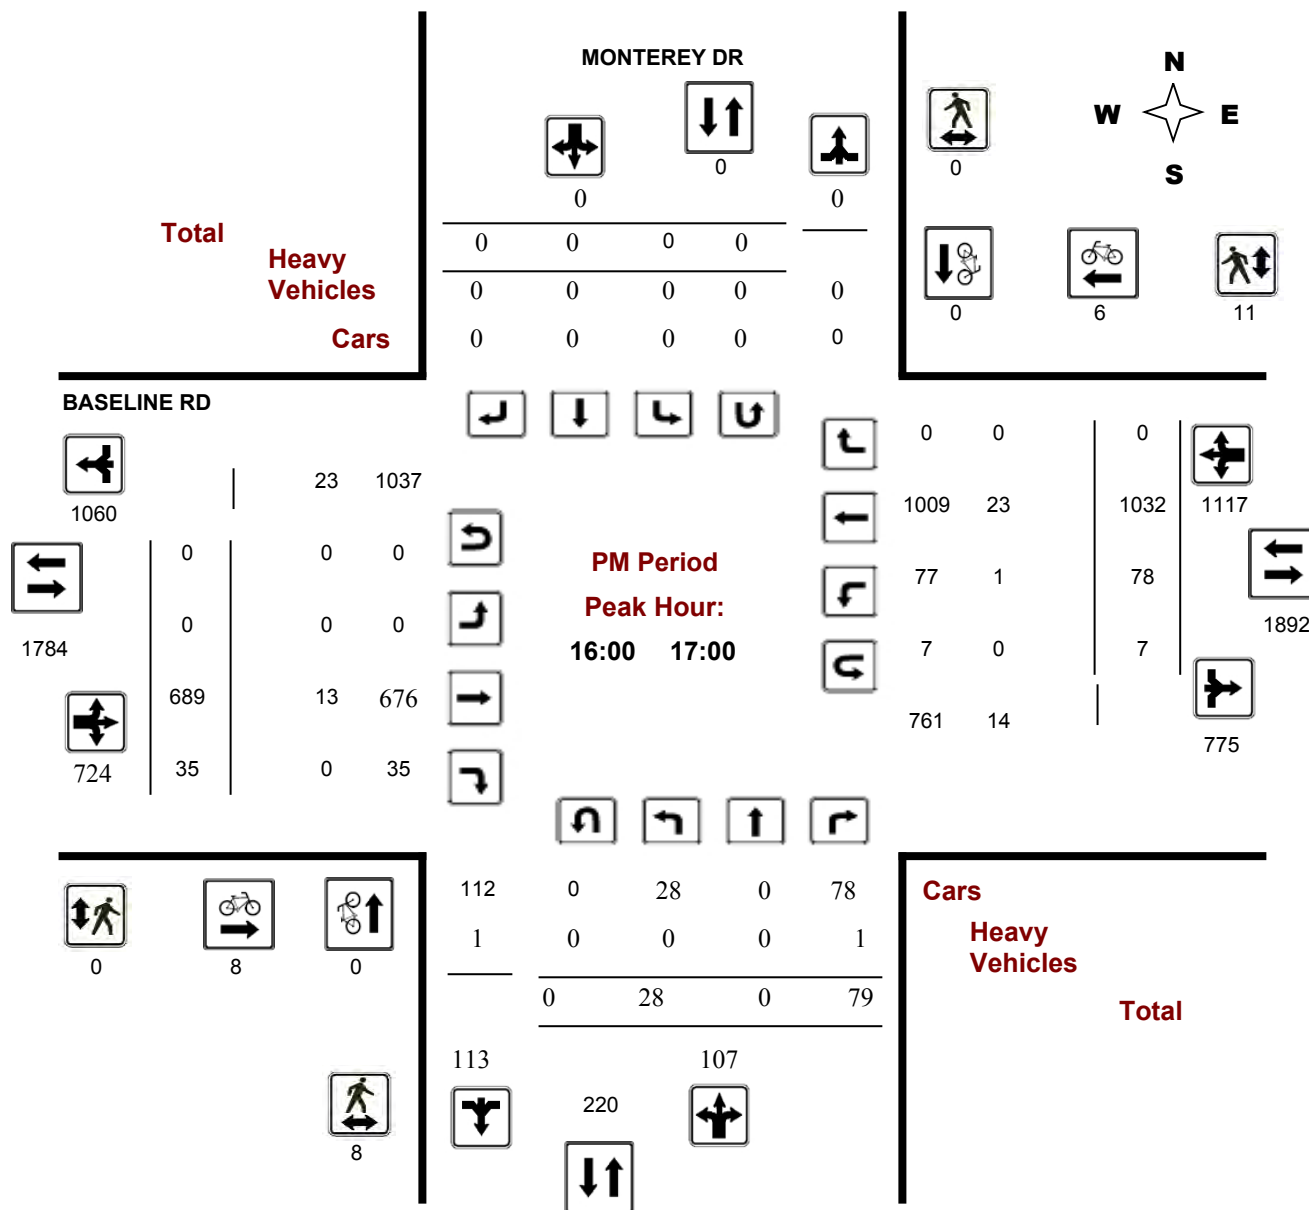 MONTEREY DR
N
W E
S
0
0
0 0
Total
0 0 0 0
Heavy
Vehicles
0 0 0 0 0
0 6 11
Cars
0 0 0 0 0
BASELINE RD
0 0 0
23 1037
1060
1009 23 1032 1117
0 0 0
PM Period
77 1 78
Peak Hour:
0 0 0
1784
1892
16:00 17:00
7 0 7
689 13 676
761 14
775
724 35 0 35
112 0 28 0 78
Cars
1 0 0 0 1
Heavy
Vehicles
0 8 0
0 28 0 79
Total
113 107
220
8